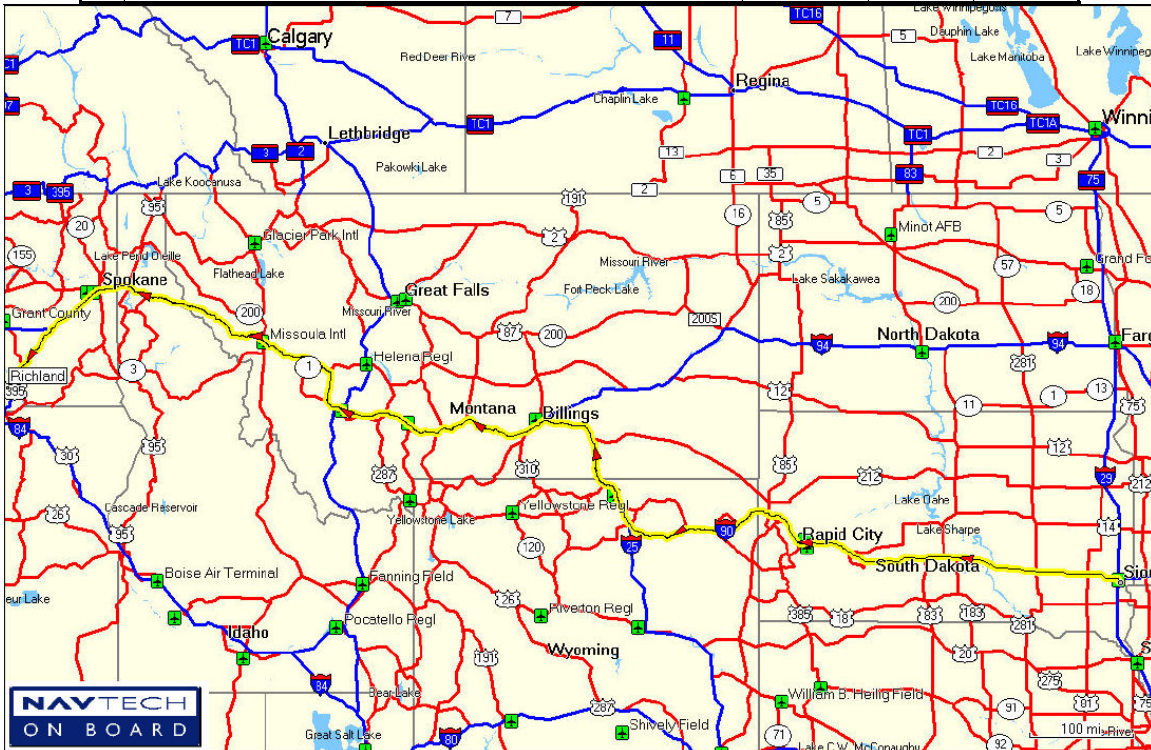 7
TC16
Lake Winnipegosis
TC1
Calgary
11
5
Dauphin Lake
Red Deer River
Lake Manitoba
Lake Winnipeg
Regina
Chaplin Lake
TC16
TC1
TC1A
Winni
Lethbridge
TC1
3
2
13
2
3
Pakowki Lake
6
35
83
75
3
395
Lake Koocanusa
2
95
191
85
5
5
20
16
Glacier Park Intl
2
Minot AFB
155
Lake Pend Oreille
Missouri River
2
57
Grand Fo
Flathead Lake
Lake Sakakawea
Spokane
Great Falls
Fort Peck Lake
18
200
Grant County
200
Missouri River
87
200
200S
Missoula Intl
94
North Dakota
94
Farg
Helena Regl
281
3
1
Richland
395
12
1
13
Montana
Billings
11
75
84
12
30
95
310
85
287
212
29
212
Lake Oahe
26
Cascade Reservoir
Yellowstone Lake
Yellowstone Regl
14
Lake Sharpe
95
90
Rapid City
120
25
South Dakota
Sioux
Boise Air Terminal
Fanning Field
eur Lake
26
Riverton Regl
385
18
83
183
281
Pocatello Regl
Idaho
Wyoming
S
191
20
275
84
Bear Lake
William B. Heilig Field
NAVTECH
ON BOARD
287
91
81
75
Great Salt Lake
80
Shively Field
71
100 mi
River
Lake C.W. McConaughy
92